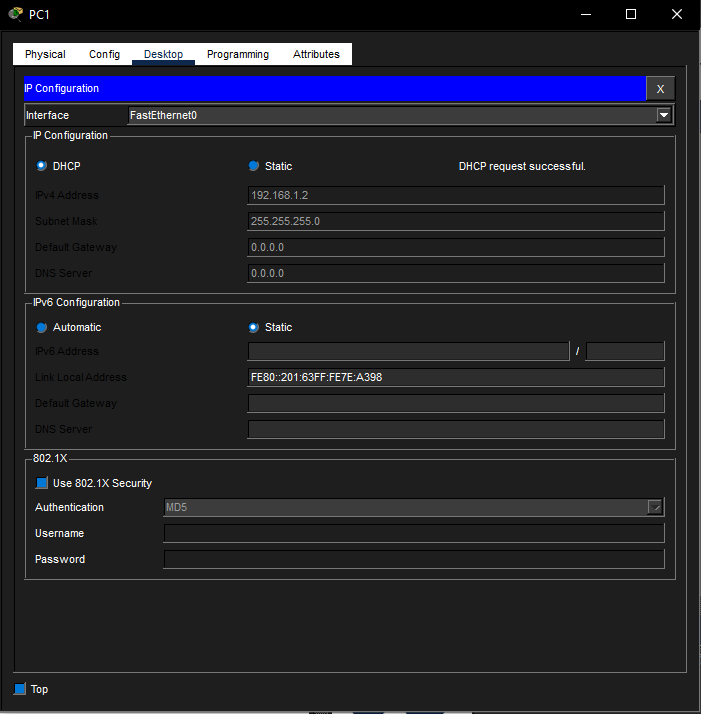 PC1
Physical Config Desktop Programming Attributes
IP Configuration X
Interface FastEthernet0
IP Configuration
DHCP Static DHCP request successful.
IPv4 Address 192.168.1.2
Subnet Mask 255.255.255.0
Default Gateway 0.0.0.0
DNS Server 0.0.0.0
IPv6 Configuration
Automatic Static
IPv6 Address /
Link Local Address FE80::201:63FF:FE7E:A398
Default Gateway
DNS Server
802.1X
Use 802.1X Security
Authentication MD5
Username
Password
Top